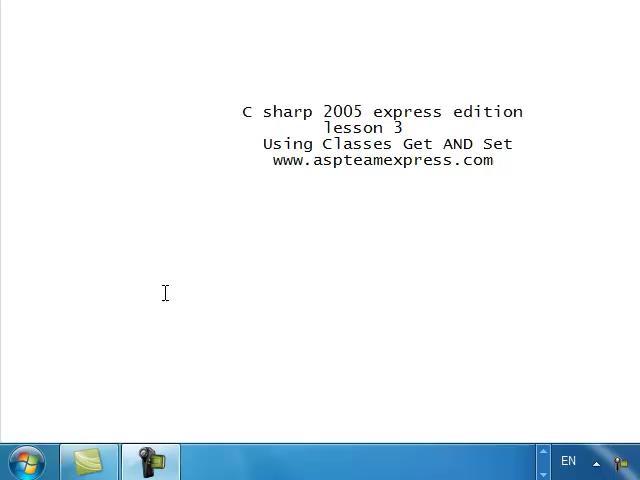 C sharp 2005 express edition
lesson 3
Using Classes Get AND Set
www.aspteamexpress.com
EN